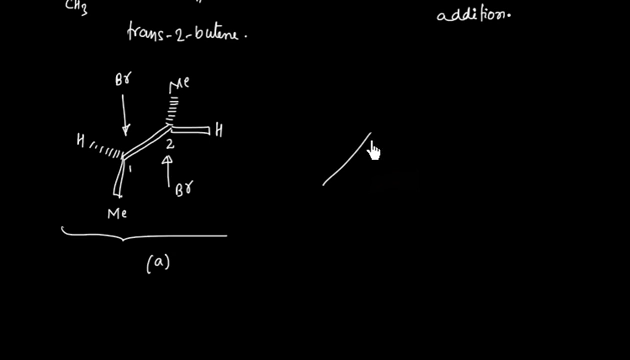 CH3
trans-2-butene.
addition.
Br
Me
H
H
2
1
Br
Me
(a)